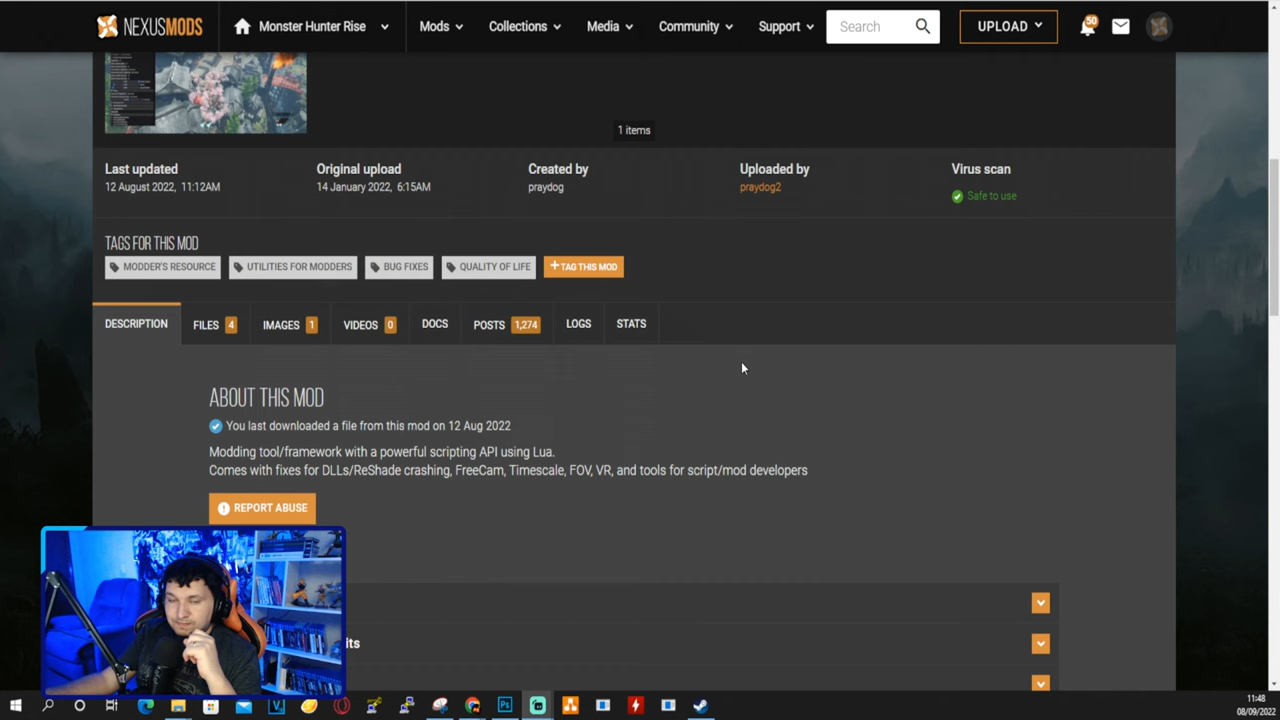 NEXUSMODS
Monster Hunter Rise
Mods
Collections
Media
Community
Support
Search
UPLOAD
50
1 items
Last updated
12 August 2022, 11:12AM
Original upload
14 January 2022, 6:15AM
Created by
praydog
Uploaded by
praydog2
Virus scan
Safe to use
TAGS FOR THIS MOD
MODDER'S RESOURCE
UTILITIES FOR MODDERS
BUG FIXES
QUALITY OF LIFE
+TAG THIS MOD
DESCRIPTION
FILES 4
IMAGES 1
VIDEOS 0
DOCS
POSTS 1,274
LOGS
STATS
ABOUT THIS MOD
You last downloaded a file from this mod on 12 Aug 2022
Modding tool/framework with a powerful scripting API using Lua.
Comes with fixes for DLLs/ReShade crashing, FreeCam, Timescale, FOV, VR, and tools for script/mod developers
REPORT ABUSE
its
11:48
08/09/2022